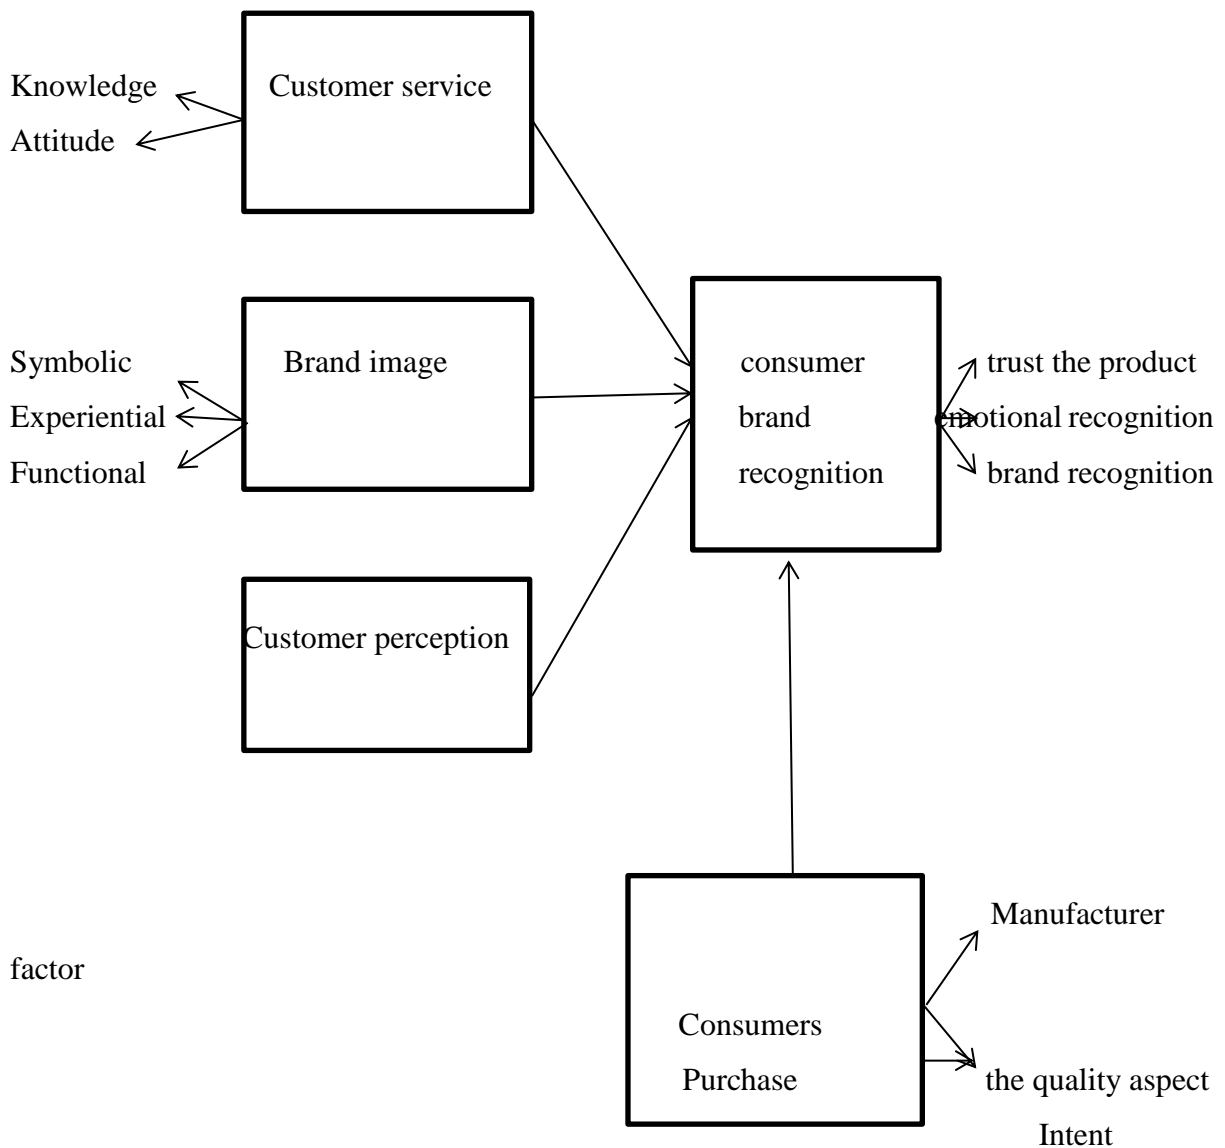 Knowledge Customer service
Attitude
Symbolic Brand image consumer trust the product
Experiential brand emotional recognition
Functional recognition brand recognition
Customer perception
Manufacturer
factor
Consumers
Purchase the quality aspect
Intent